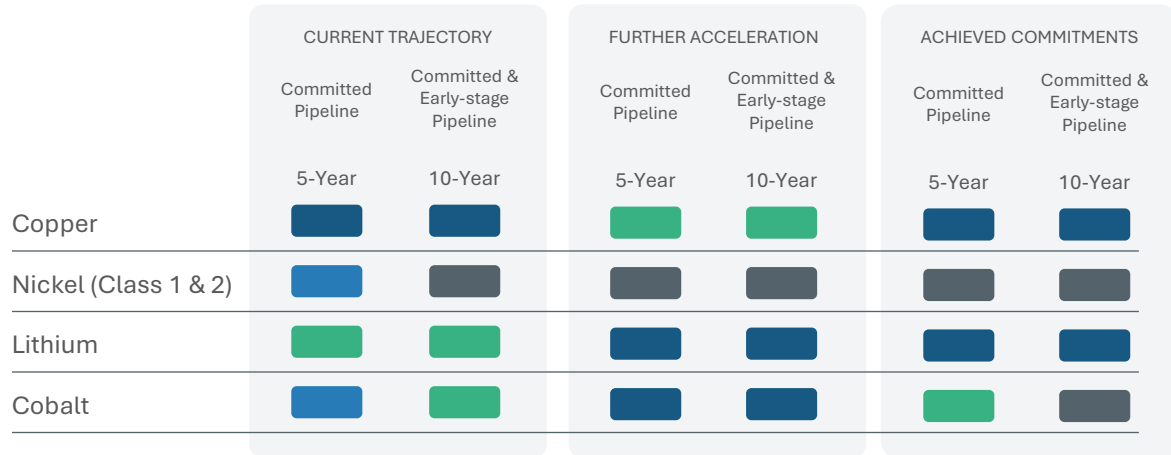 CURRENT TRAJECTORY
FURTHER ACCELERATION
ACHIEVED COMMITMENTS
Committed
Pipeline
Committed &
Early-stage
Pipeline
Committed
Pipeline
Committed &
Early-stage
Pipeline
Committed
Pipeline
Committed &
Early-stage
Pipeline
5-Year
10-Year
5-Year
10-Year
5-Year
10-Year
Copper
Nickel (Class 1 & 2)
Lithium
Cobalt